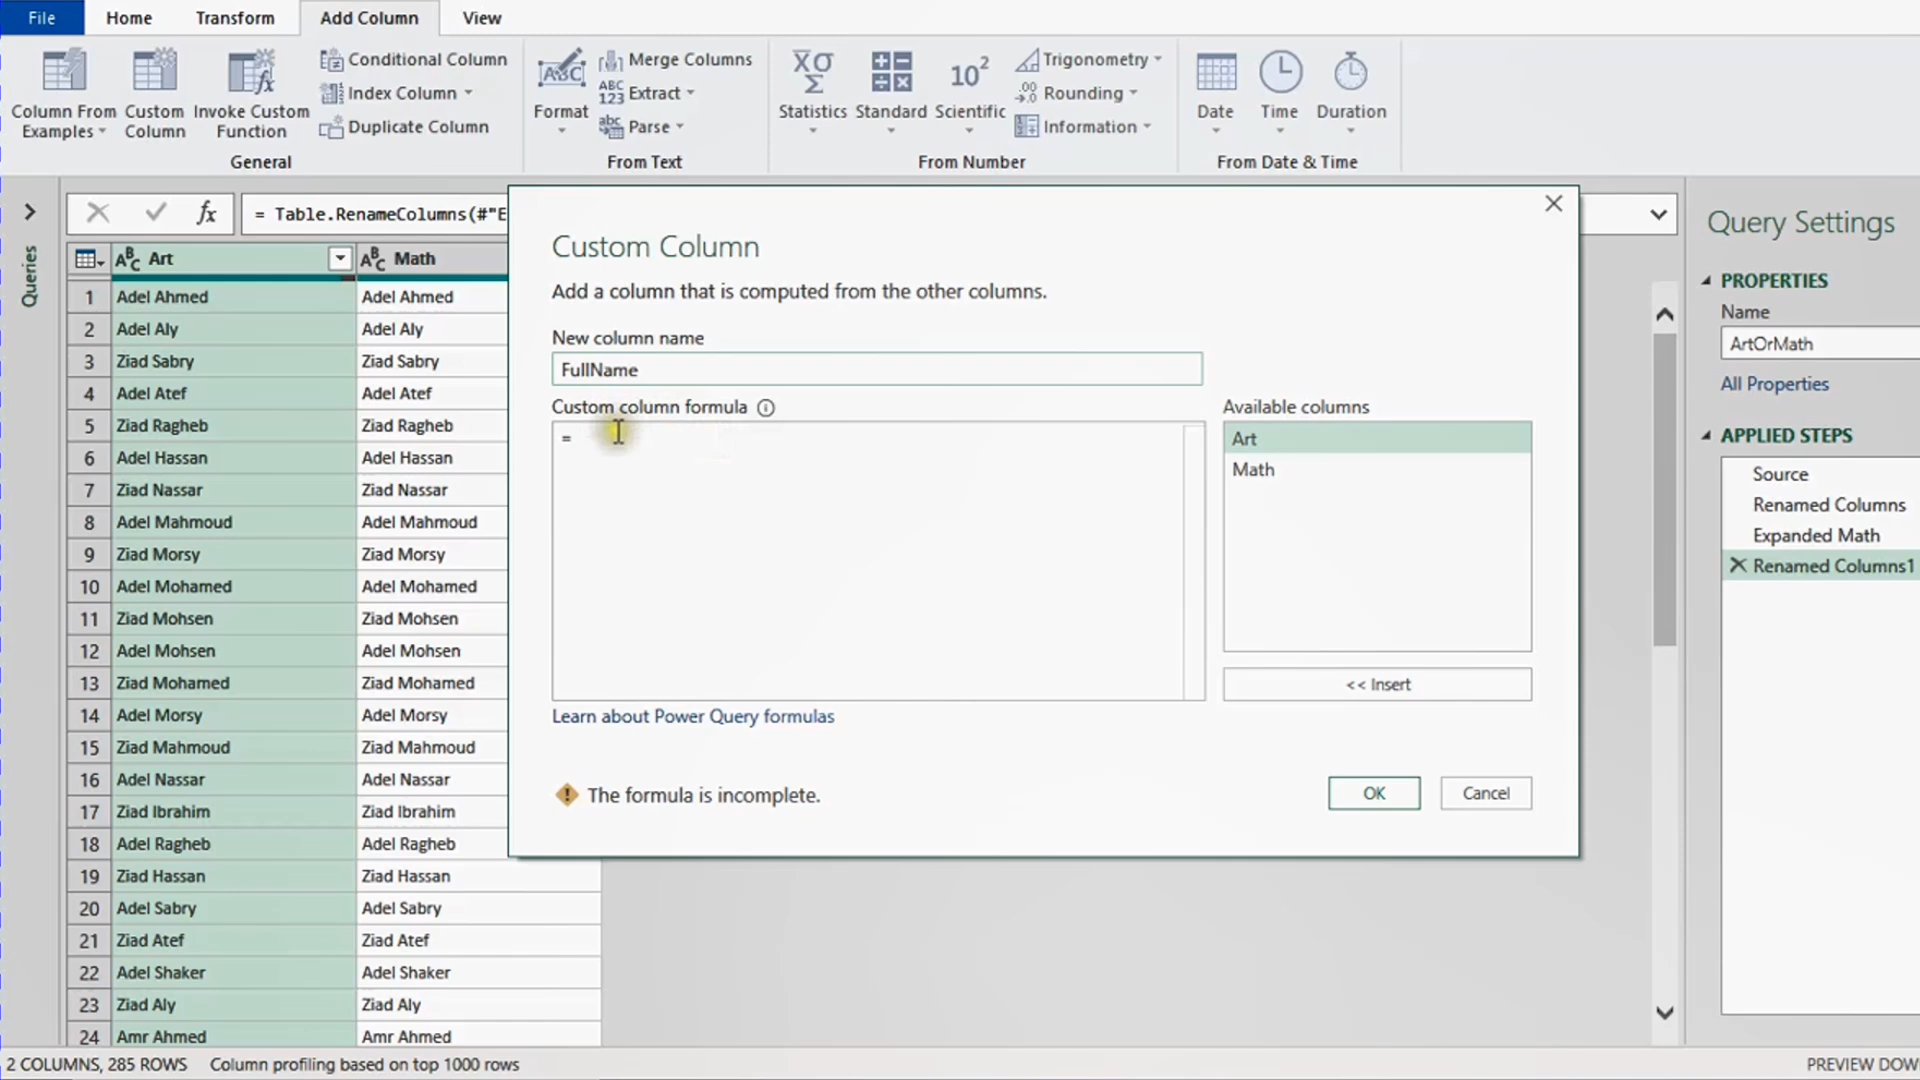 File Home Transform Add Column View
Column From Examples
Custom Column
Invoke Custom Function
Conditional Column
Index Column
Duplicate Column
General
Format
Merge Columns
Extract
Parse
From Text
Statistics
Standard
Scientific
Trigonometry
Rounding
Information
From Number
Date
Time
Duration
From Date & Time
Queries
fx = Table.RenameColumns(#"E
Art Math
1 Adel Ahmed Adel Ahmed
2 Adel Aly Adel Aly
3 Ziad Sabry Ziad Sabry
4 Adel Atef Adel Atef
5 Ziad Ragheb Ziad Ragheb
6 Adel Hassan Adel Hassan
7 Ziad Nassar Ziad Nassar
8 Adel Mahmoud Adel Mahmoud
9 Ziad Morsy Ziad Morsy
10 Adel Mohamed Adel Mohamed
11 Ziad Mohsen Ziad Mohsen
12 Adel Mohsen Adel Mohsen
13 Ziad Mohamed Ziad Mohamed
14 Adel Morsy Adel Morsy
15 Ziad Mahmoud Ziad Mahmoud
16 Adel Nassar Adel Nassar
17 Ziad Ibrahim Ziad Ibrahim
18 Adel Ragheb Adel Ragheb
19 Ziad Hassan Ziad Hassan
20 Adel Sabry Adel Sabry
21 Ziad Atef Ziad Atef
22 Adel Shaker Adel Shaker
23 Ziad Aly Ziad Aly
24 Amr Ahmed Amr Ahmed
Custom Column
Add a column that is computed from the other columns.
New column name
FullName
Custom column formula
=
Available columns
Art
Math
<< Insert
Learn about Power Query formulas
The formula is incomplete.
OK
Cancel
Query Settings
PROPERTIES
Name
ArtOrMath
All Properties
APPLIED STEPS
Source
Renamed Columns
Expanded Math
Renamed Columns1
2 COLUMNS, 285 ROWS Column profiling based on top 1000 rows
PREVIEW DOW